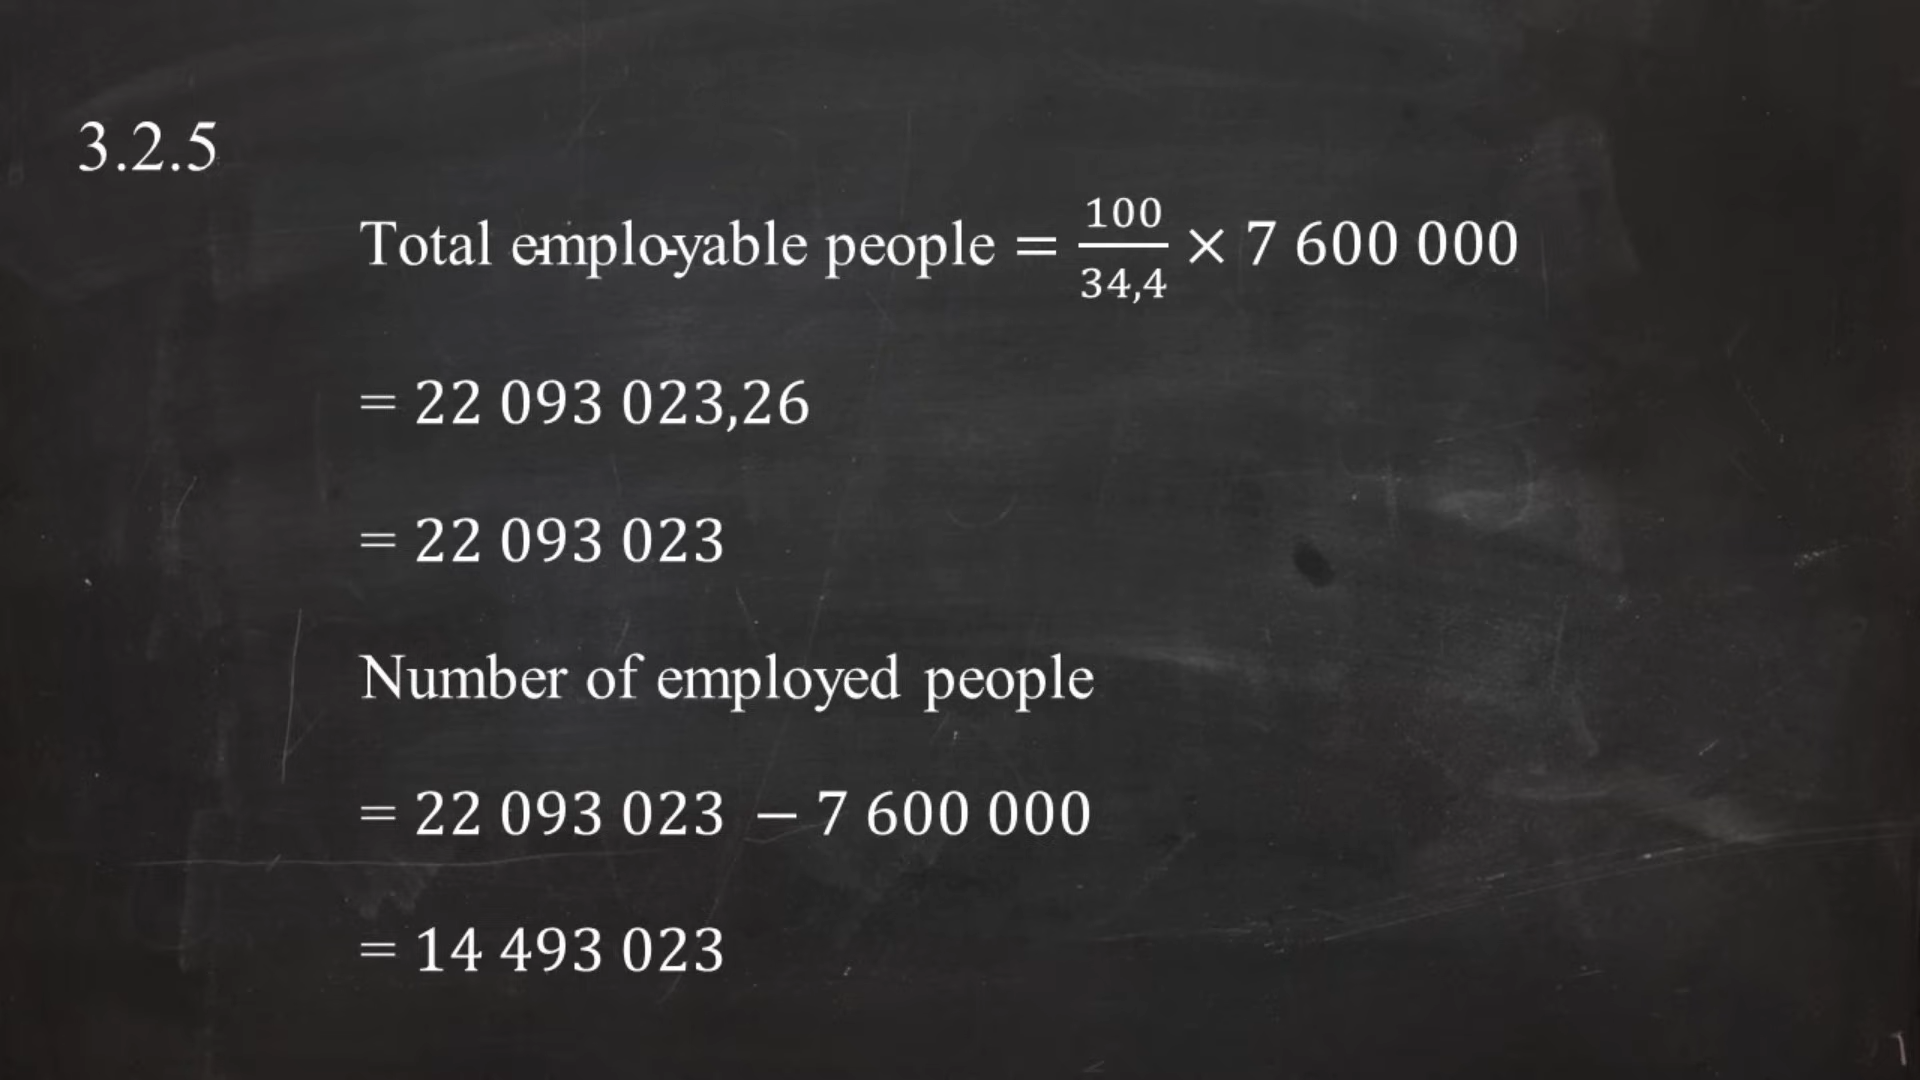 3.2.5
Total employable people = 100/34,4 × 7 600 000
= 22 093 023,26
= 22 093 023
Number of employed people
= 22 093 023 − 7 600 000
= 14 493 023